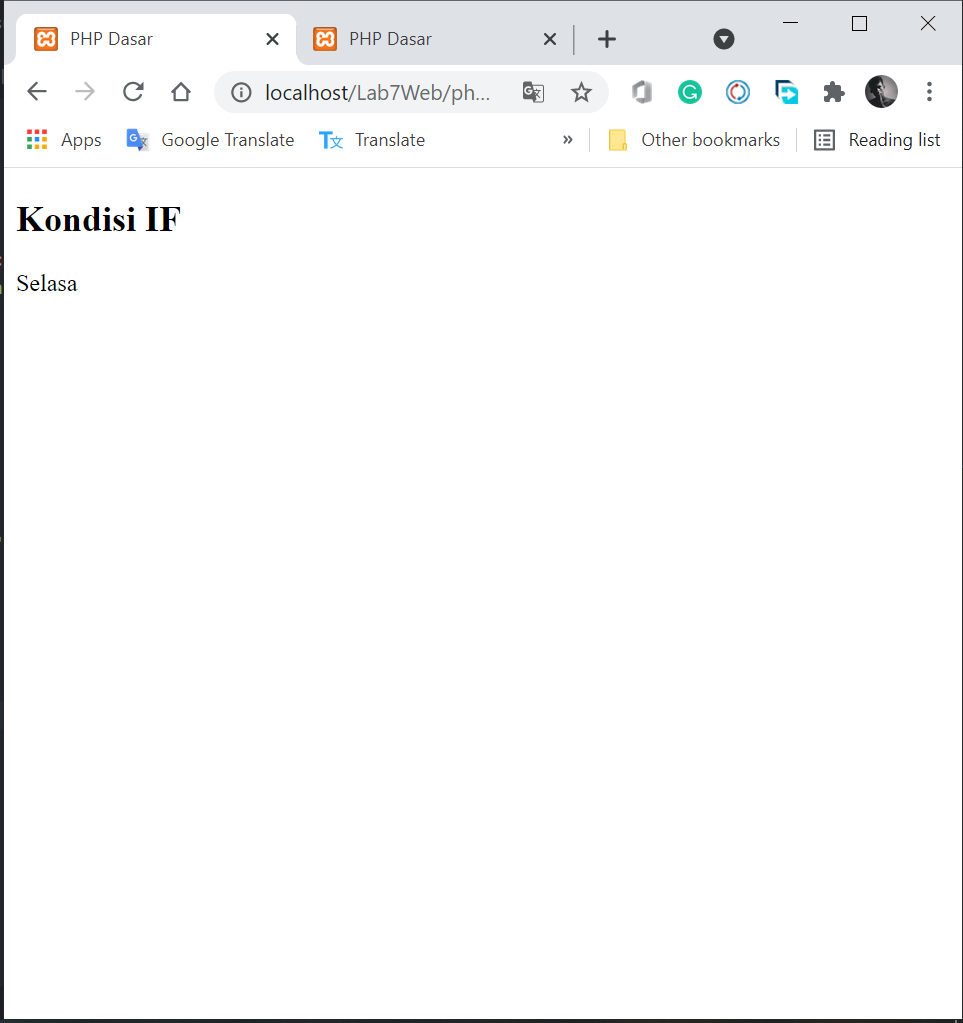 PHP Dasar
PHP Dasar
localhost/Lab7Web/ph...
Apps
Google Translate
Translate
»
Other bookmarks
Reading list
Kondisi IF
Selasa